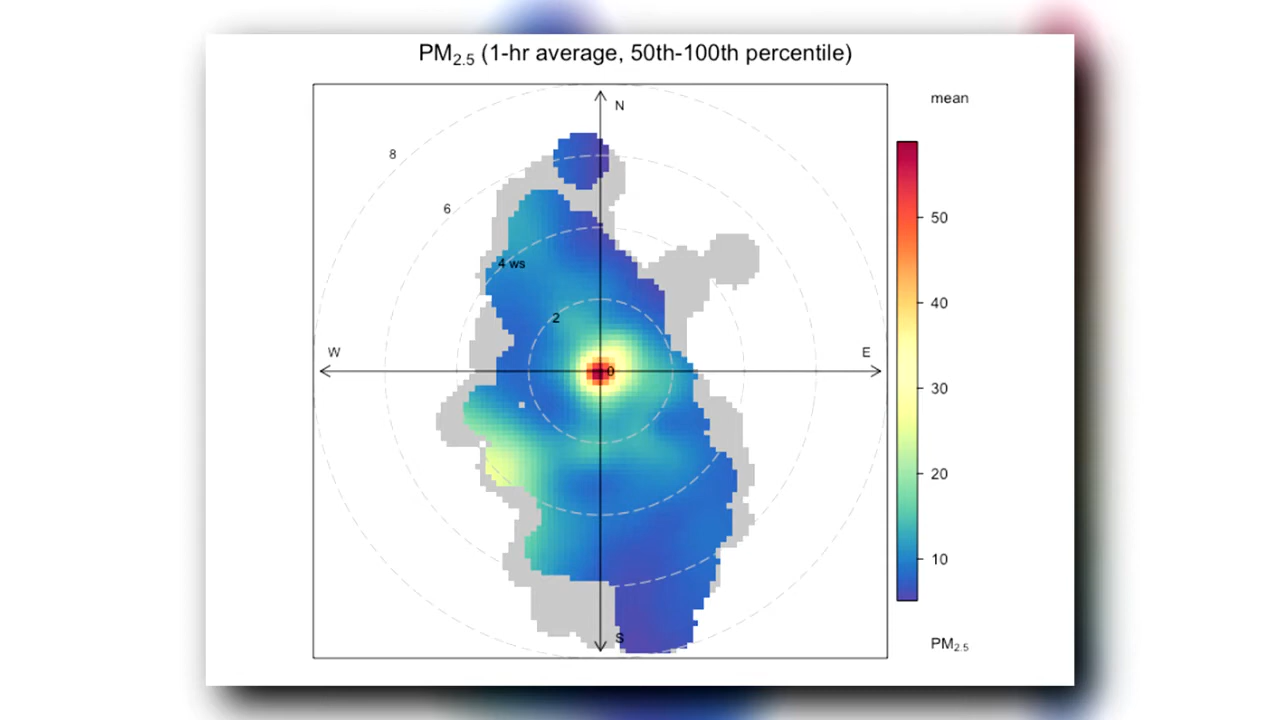 PM2.5 (1-hr average, 50th-100th percentile)
mean
N
8
6
50
4 ws
40
2
W
E
0
30
20
10
S
PM2.5